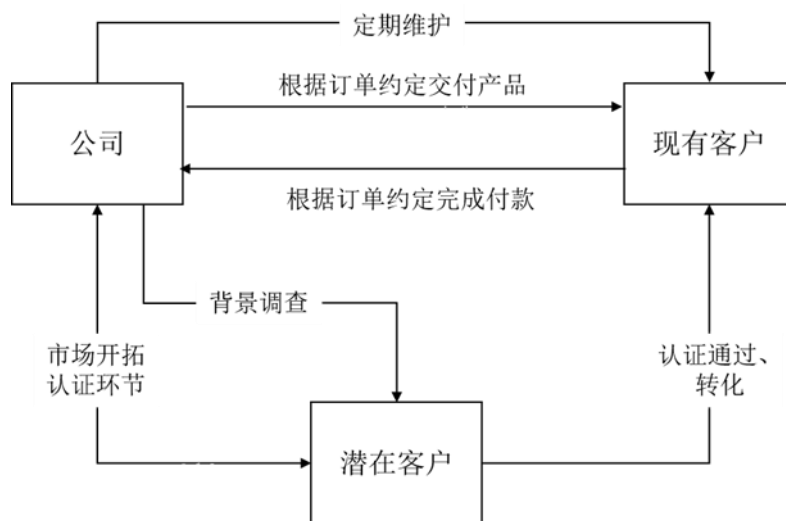 定期维护
根据订单约定交付产品
公司
现有客户
根据订单约定完成付款
背景调查
市场开拓
认证环节
认证通过、
转化
潜在客户